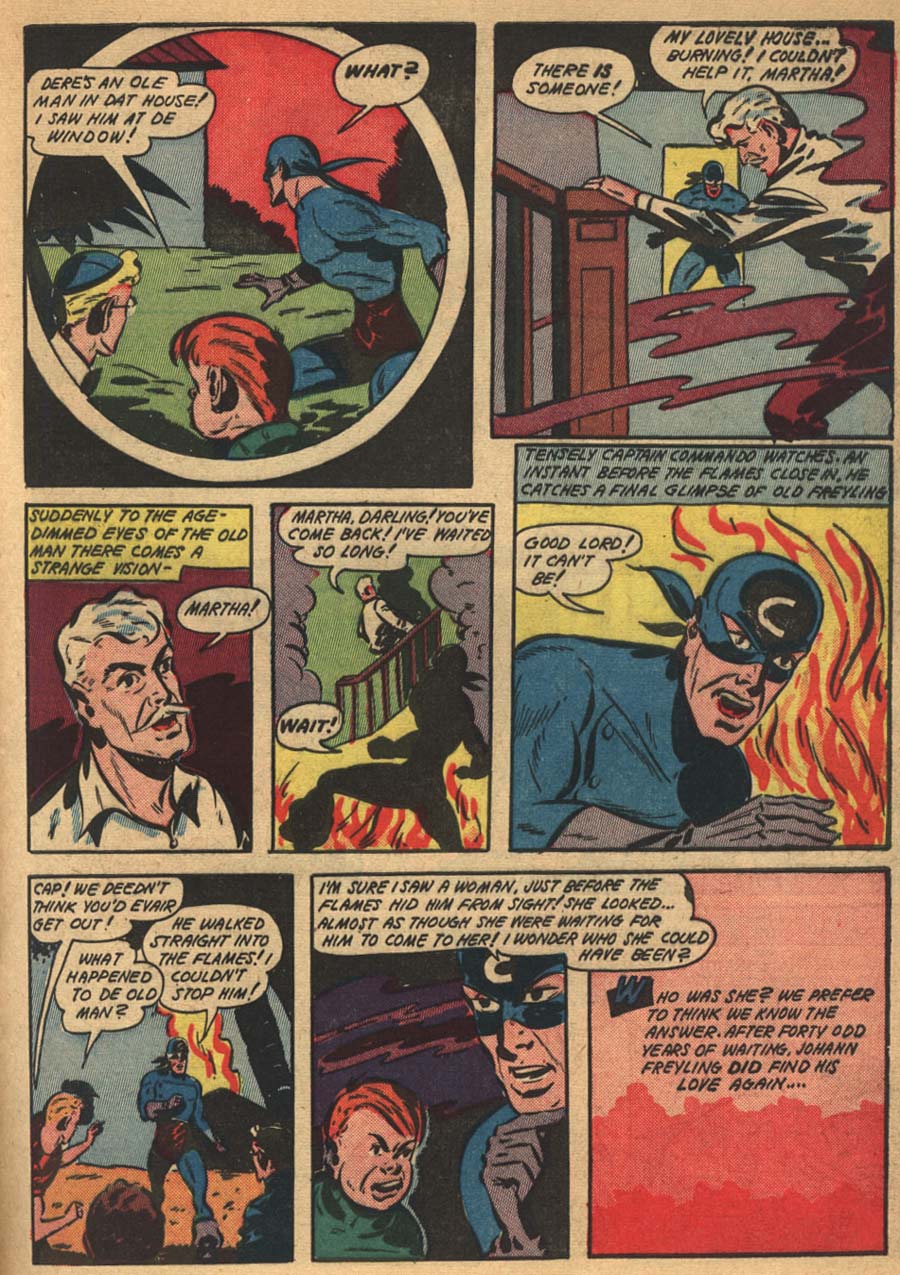 DERE'S AN OLE
MAN IN DAT HOUSE!
I SAW HIM AT DE
WINDOW!
WHAT?
THERE IS
SOMEONE!
MY LOVELY HOUSE...
BURNING! I COULDN'T
HELP IT, MARTHA!
SUDDENLY TO THE AGE-
DIMMED EYES OF THE OLD
MAN THERE COMES A
STRANGE VISION-
MARTHA!
MARTHA, DARLING! YOU'VE
COME BACK! I'VE WAITED
SO LONG!
WAIT!
TENSELY CAPTAIN COMMANDO WATCHES. AN
INSTANT BEFORE THE FLAMES CLOSE IN, HE
CATCHES A FINAL GLIMPSE OF OLD FREYLING
GOOD LORD!
IT CAN'T
BE!
C
CAP! WE DEEDN'T
THINK YOU'D EVAIR
GET OUT!
WHAT
HAPPENED
TO DE OLD
MAN?
HE WALKED
STRAIGHT INTO
THE FLAMES! I
COULDN'T
STOP HIM!
I'M SURE I SAW A WOMAN, JUST BEFORE THE
FLAMES HID HIM FROM SIGHT! SHE LOOKED...
ALMOST AS THOUGH SHE WERE WAITING FOR
HIM TO COME TO HER! I WONDER WHO SHE COULD
HAVE BEEN?
C
WHO WAS SHE? WE PREFER
TO THINK WE KNOW THE
ANSWER. AFTER FORTY ODD
YEARS OF WAITING, JOHANN
FREYLING DID FIND HIS
LOVE AGAIN....